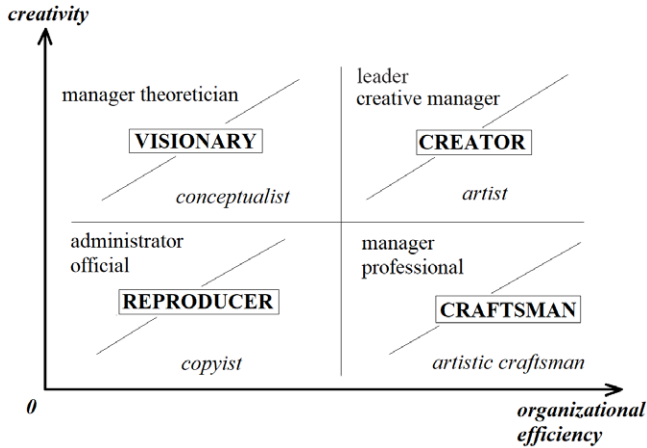 creativity
manager theoretician
VISIONARY
conceptualist
leader
creative manager
CREATOR
artist
administrator
official
REPRODUCER
copyist
manager
professional
CRAFTSMAN
artistic craftsman
0
organizational
efficiency